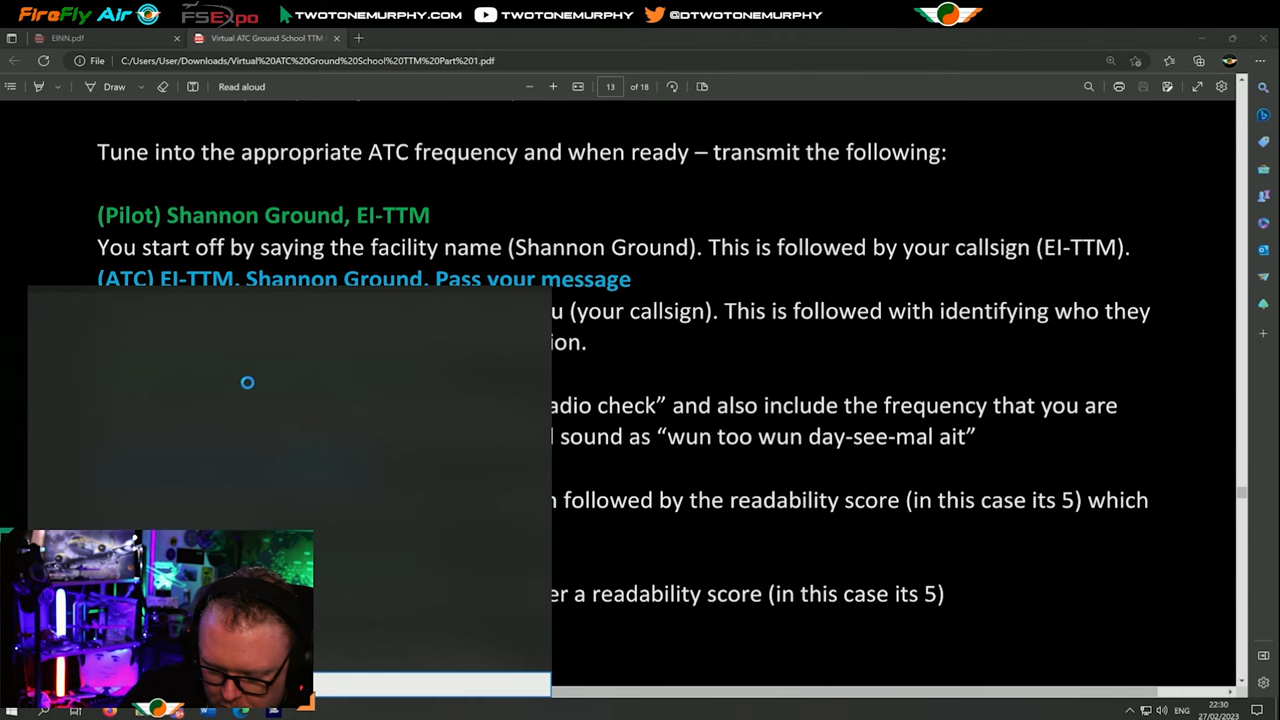 FIREFLY AIR FSExpo TWOTONEMURPHY.COM TWOTONEMURPHY @DTWOTONEMURPHY
EINN.pdf Virtual ATC Ground School TTM
File C:/Users/User/Downloads/Virtual%20ATC%20Ground%20School%20TTM%20Part%201.pdf
Draw Read aloud 13 of 18
Tune into the appropriate ATC frequency and when ready – transmit the following:
(Pilot) Shannon Ground, EI-TTM
You start off by saying the facility name (Shannon Ground). This is followed by your callsign (EI-TTM).
(ATC) EI-TTM, Shannon Ground, Pass your message
u (your callsign). This is followed with identifying who they
ion.
adio check” and also include the frequency that you are
sound as “wun too wun day-see-mal ait”
followed by the readability score (in this case its 5) which
er a readability score (in this case its 5)
ENG
22:30
27/02/2023